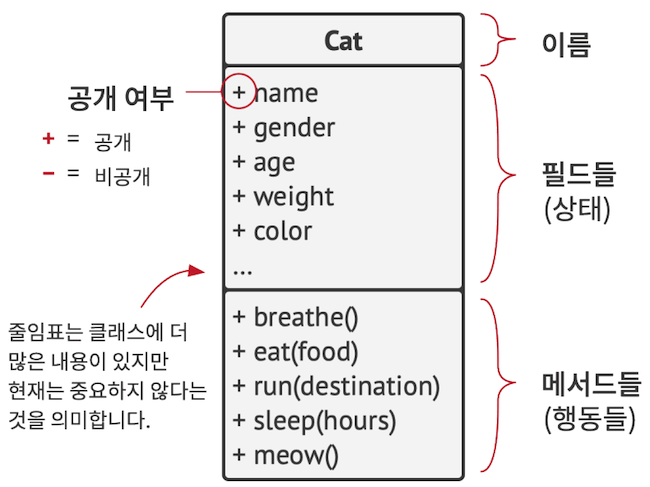 Cat
이름
공개 여부
+ = 공개
- = 비공개
+ name
+ gender
+ age
+ weight
+ color
...
필드들
(상태)
줄임표는 클래스에 더
많은 내용이 있지만
현재는 중요하지 않다는
것을 의미합니다.
+ breathe()
+ eat(food)
+ run(destination)
+ sleep(hours)
+ meow()
메서드들
(행동들)